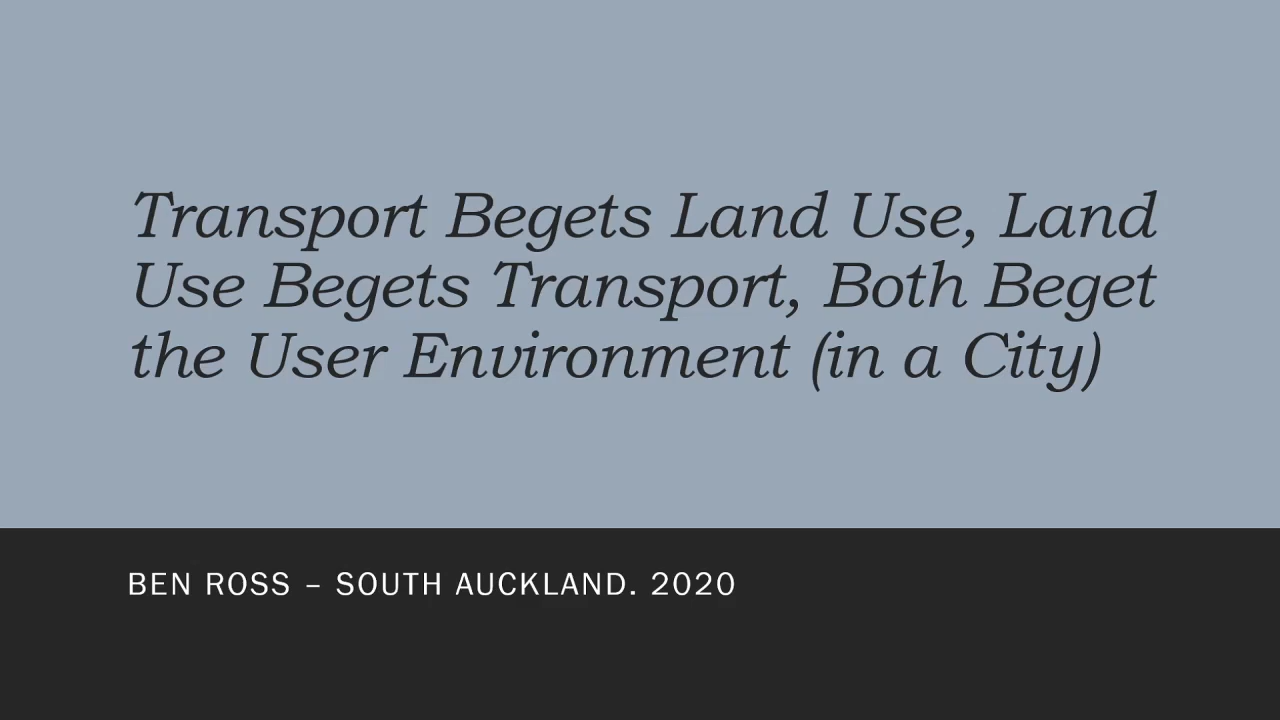 Transport Begets Land Use, Land
Use Begets Transport, Both Beget
the User Environment (in a City)
BEN ROSS – SOUTH AUCKLAND. 2020